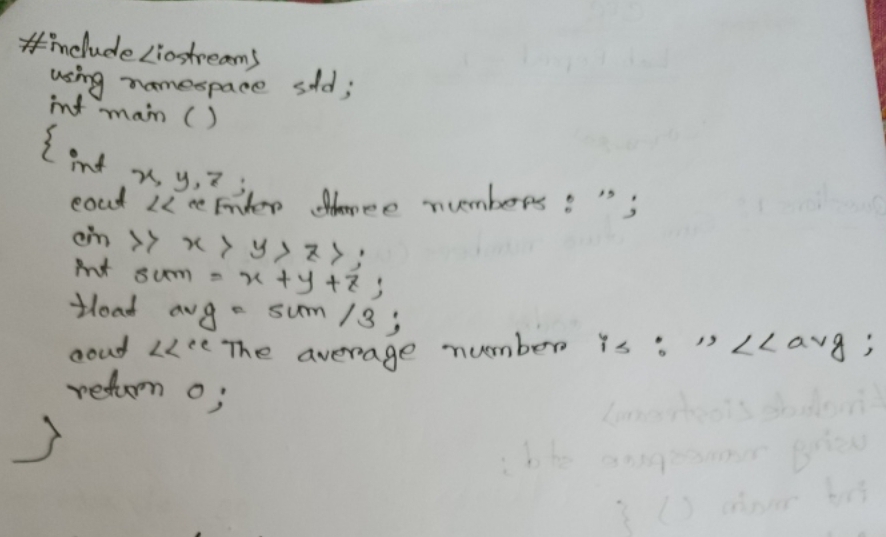 #include <iostream>
using namespace std;
int main ()
{
int x, y, z;
cout << "Enter three numbers : ";
cin >> x > y > z >;
int sum = x + y + z;
float avg = sum /3;
cout << "The average number is : " << avg;
return 0;
}